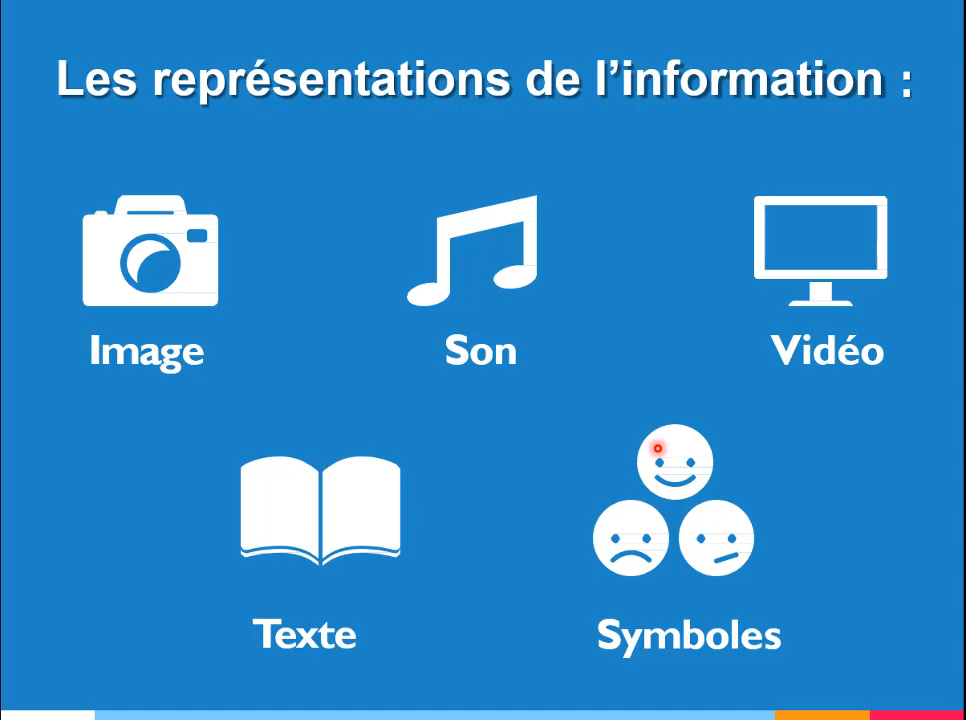 Les représentations de l’information :
Image
Son
Vidéo
Texte
Symboles